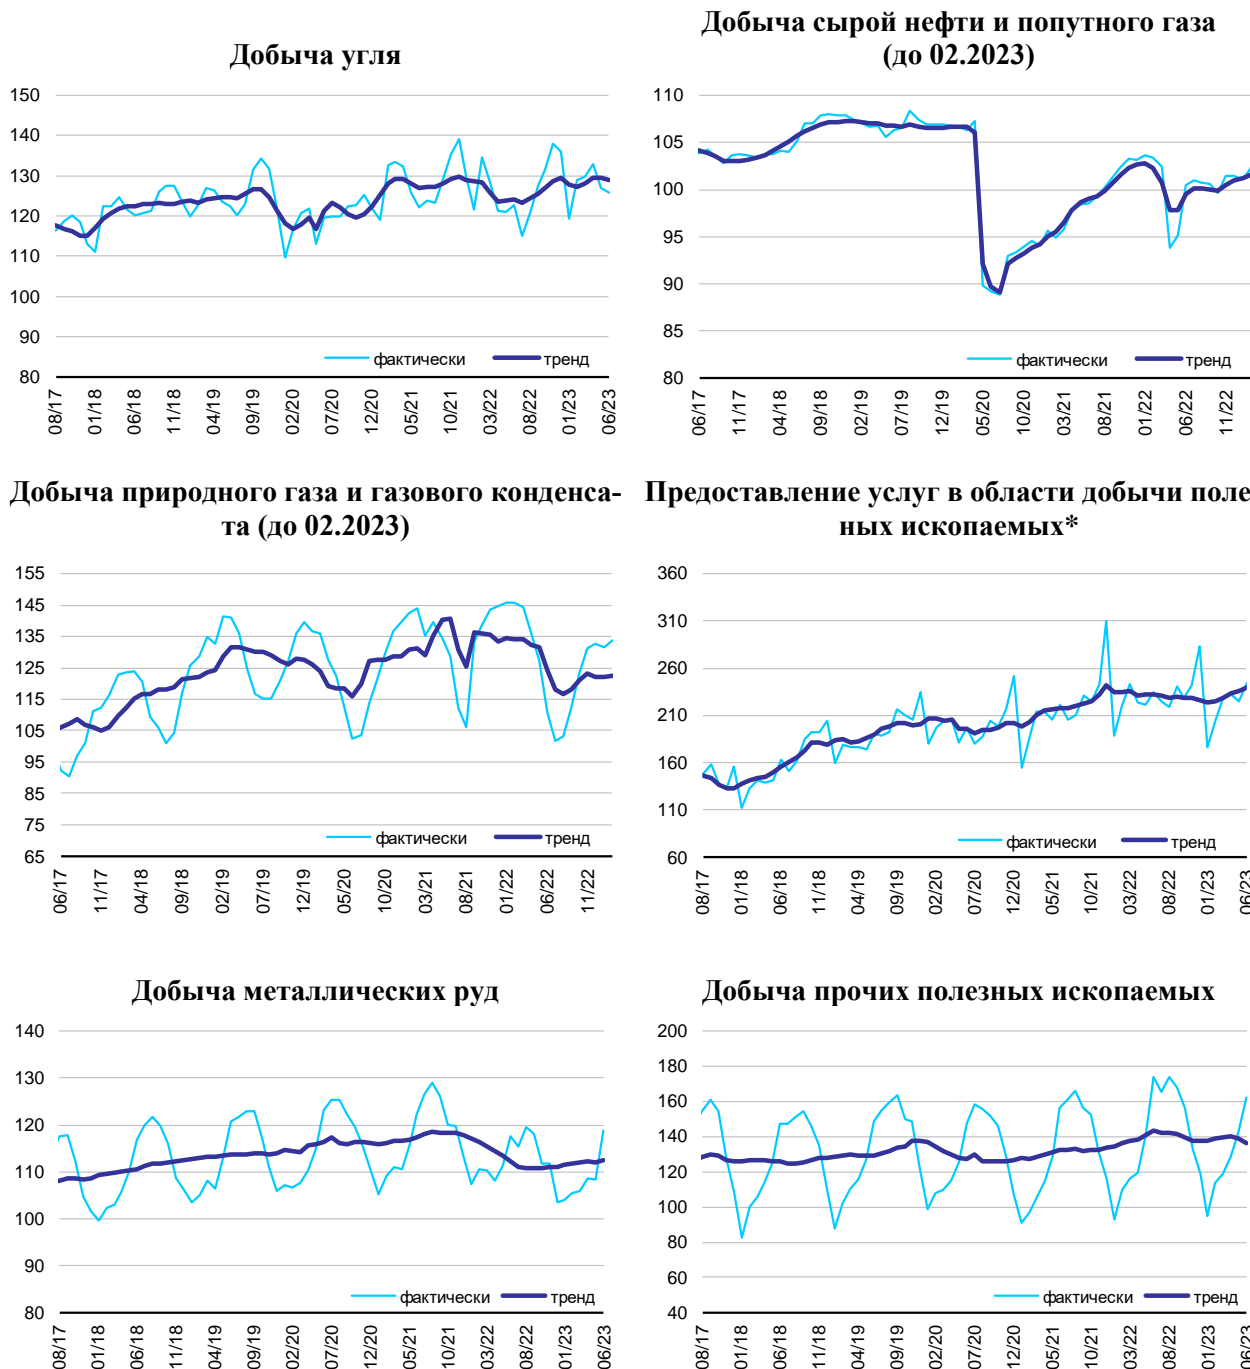 Добыча угля
150
140
130
120
110
100
90
80
фактически тренд
08/17 01/18 06/18 11/18 04/19 09/19 02/20 07/20 12/20 05/21 10/21 03/22 08/22 01/23 06/23
Добыча сырой нефти и попутного газа
(до 02.2023)
110
105
100
95
90
85
80
фактически тренд
06/17 11/17 04/18 09/18 02/19 07/19 12/19 05/20 10/20 03/21 08/21 01/22 06/22 11/22
Добыча природного газа и газового конденса-
та (до 02.2023)
155
145
135
125
115
105
95
85
75
65
фактически тренд
06/17 11/17 04/18 09/18 02/19 07/19 12/19 05/20 10/20 03/21 08/21 01/22 06/22 11/22
Предоставление услуг в области добычи поле
ных ископаемых*
360
310
260
210
160
110
60
фактически тренд
08/17 01/18 06/18 11/18 04/19 09/19 02/20 07/20 12/20 05/21 10/21 03/22 08/22 01/23 06/23
Добыча металлических руд
140
130
120
110
100
90
80
фактически тренд
08/17 01/18 06/18 11/18 04/19 09/19 02/20 07/20 12/20 05/21 10/21 03/22 08/22 01/23 06/23
Добыча прочих полезных ископаемых
200
180
160
140
120
100
80
60
40
фактически тренд
08/17 01/18 06/18 11/18 04/19 09/19 02/20 07/20 12/20 05/21 10/21 03/22 08/22 01/23 06/23